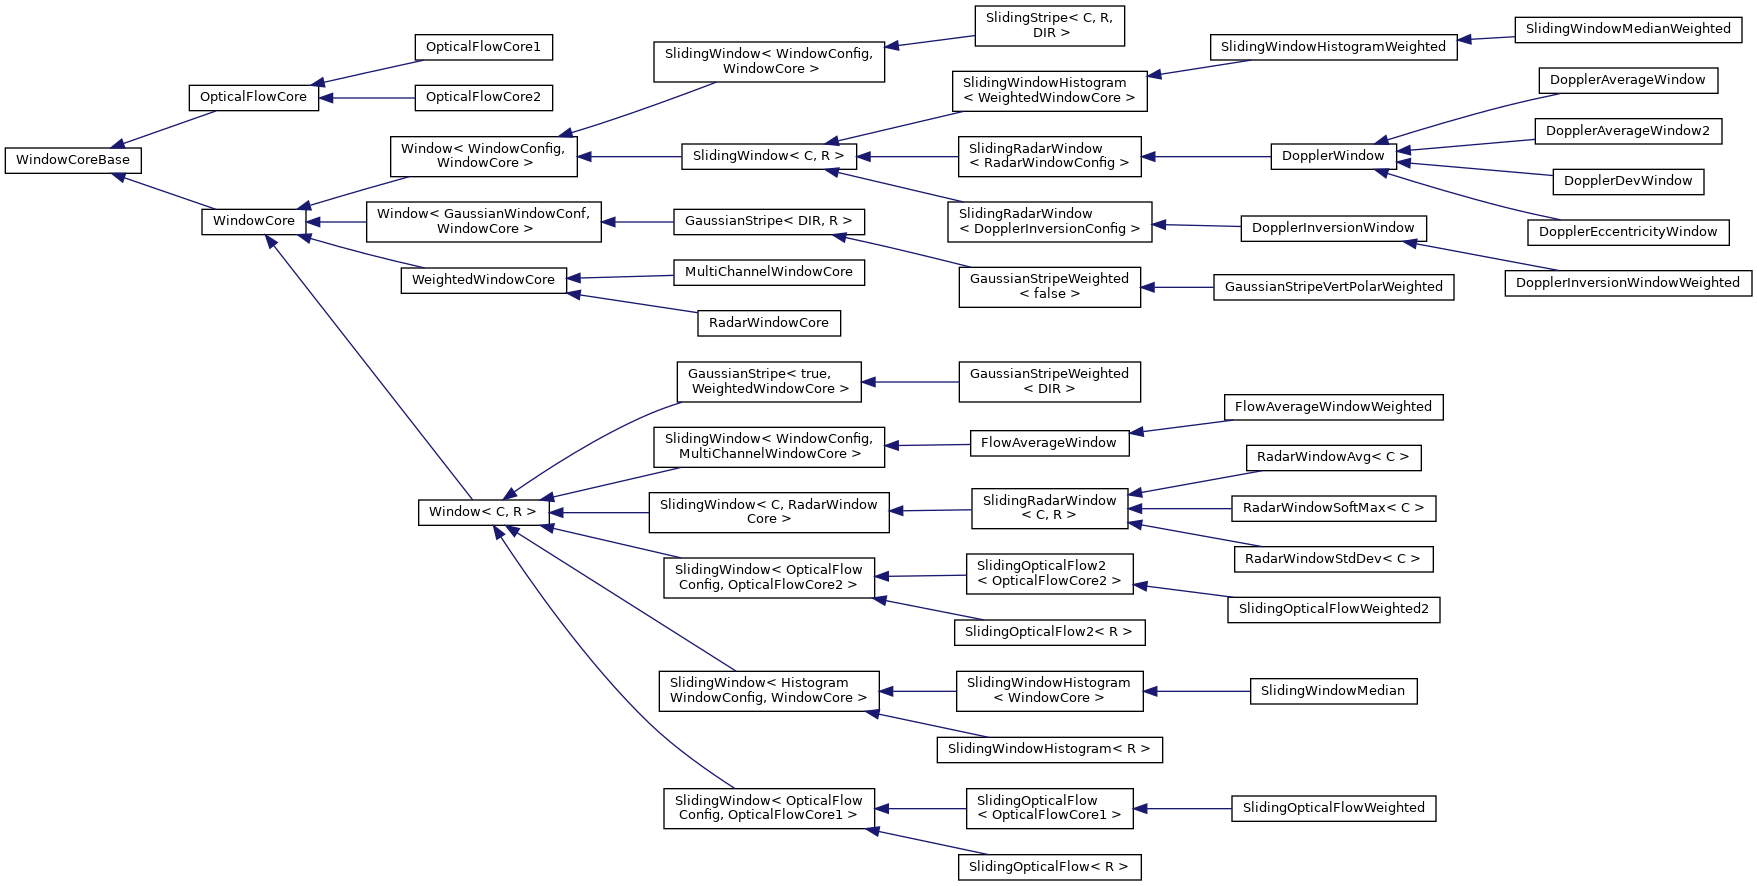 WindowCoreBase
OpticalFlowCore
OpticalFlowCore1
OpticalFlowCore2
WindowCore
Window< WindowConfig,
WindowCore >
SlidingWindow< WindowConfig,
WindowCore >
SlidingStripe< C, R,
DIR >
SlidingWindow< C, R >
SlidingWindowHistogram
< WeightedWindowCore >
SlidingWindowHistogramWeighted
SlidingWindowMedianWeighted
SlidingRadarWindow
< RadarWindowConfig >
DopplerWindow
DopplerAverageWindow
DopplerAverageWindow2
DopplerDevWindow
DopplerEccentricityWindow
SlidingRadarWindow
< DopplerInversionConfig >
DopplerInversionWindow
DopplerInversionWindowWeighted
Window< GaussianWindowConf,
WindowCore >
GaussianStripe< DIR, R >
GaussianStripeWeighted
< false >
GaussianStripeVertPolarWeighted
WeightedWindowCore
MultiChannelWindowCore
RadarWindowCore
Window< C, R >
GaussianStripe< true,
WeightedWindowCore >
GaussianStripeWeighted
< DIR >
SlidingWindow< WindowConfig,
MultiChannelWindowCore >
FlowAverageWindow
FlowAverageWindowWeighted
SlidingWindow< C, RadarWindow
Core >
SlidingRadarWindow
< C, R >
RadarWindowAvg< C >
RadarWindowSoftMax< C >
RadarWindowStdDev< C >
SlidingWindow< OpticalFlow
Config, OpticalFlowCore2 >
SlidingOpticalFlow2
< OpticalFlowCore2 >
SlidingOpticalFlowWeighted2
SlidingOpticalFlow2< R >
SlidingWindow< Histogram
WindowConfig, WindowCore >
SlidingWindowHistogram
< WindowCore >
SlidingWindowMedian
SlidingWindowHistogram< R >
SlidingWindow< OpticalFlow
Config, OpticalFlowCore1 >
SlidingOpticalFlow
< OpticalFlowCore1 >
SlidingOpticalFlowWeighted
SlidingOpticalFlow< R >